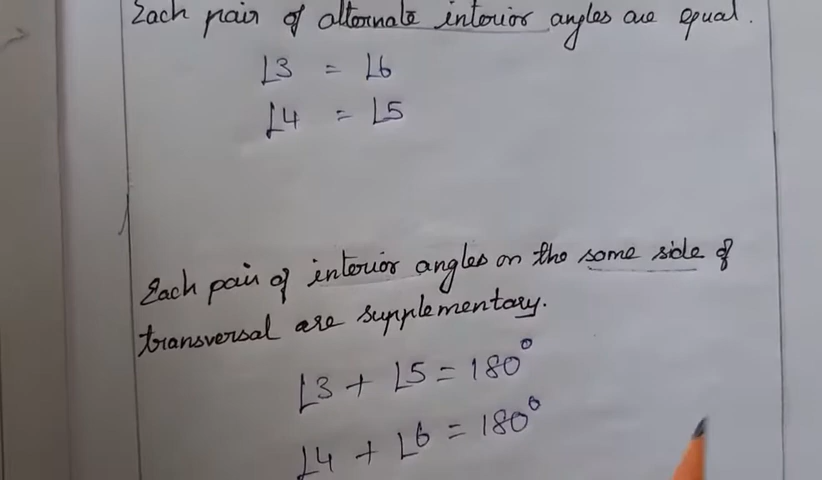 Each pair of alternate interior angles are equal.
∠3 = ∠6
∠4 = ∠5
Each pair of interior angles on the same side of
transversal are supplementary.
∠3 + ∠5 = 180°
∠4 + ∠6 = 180°